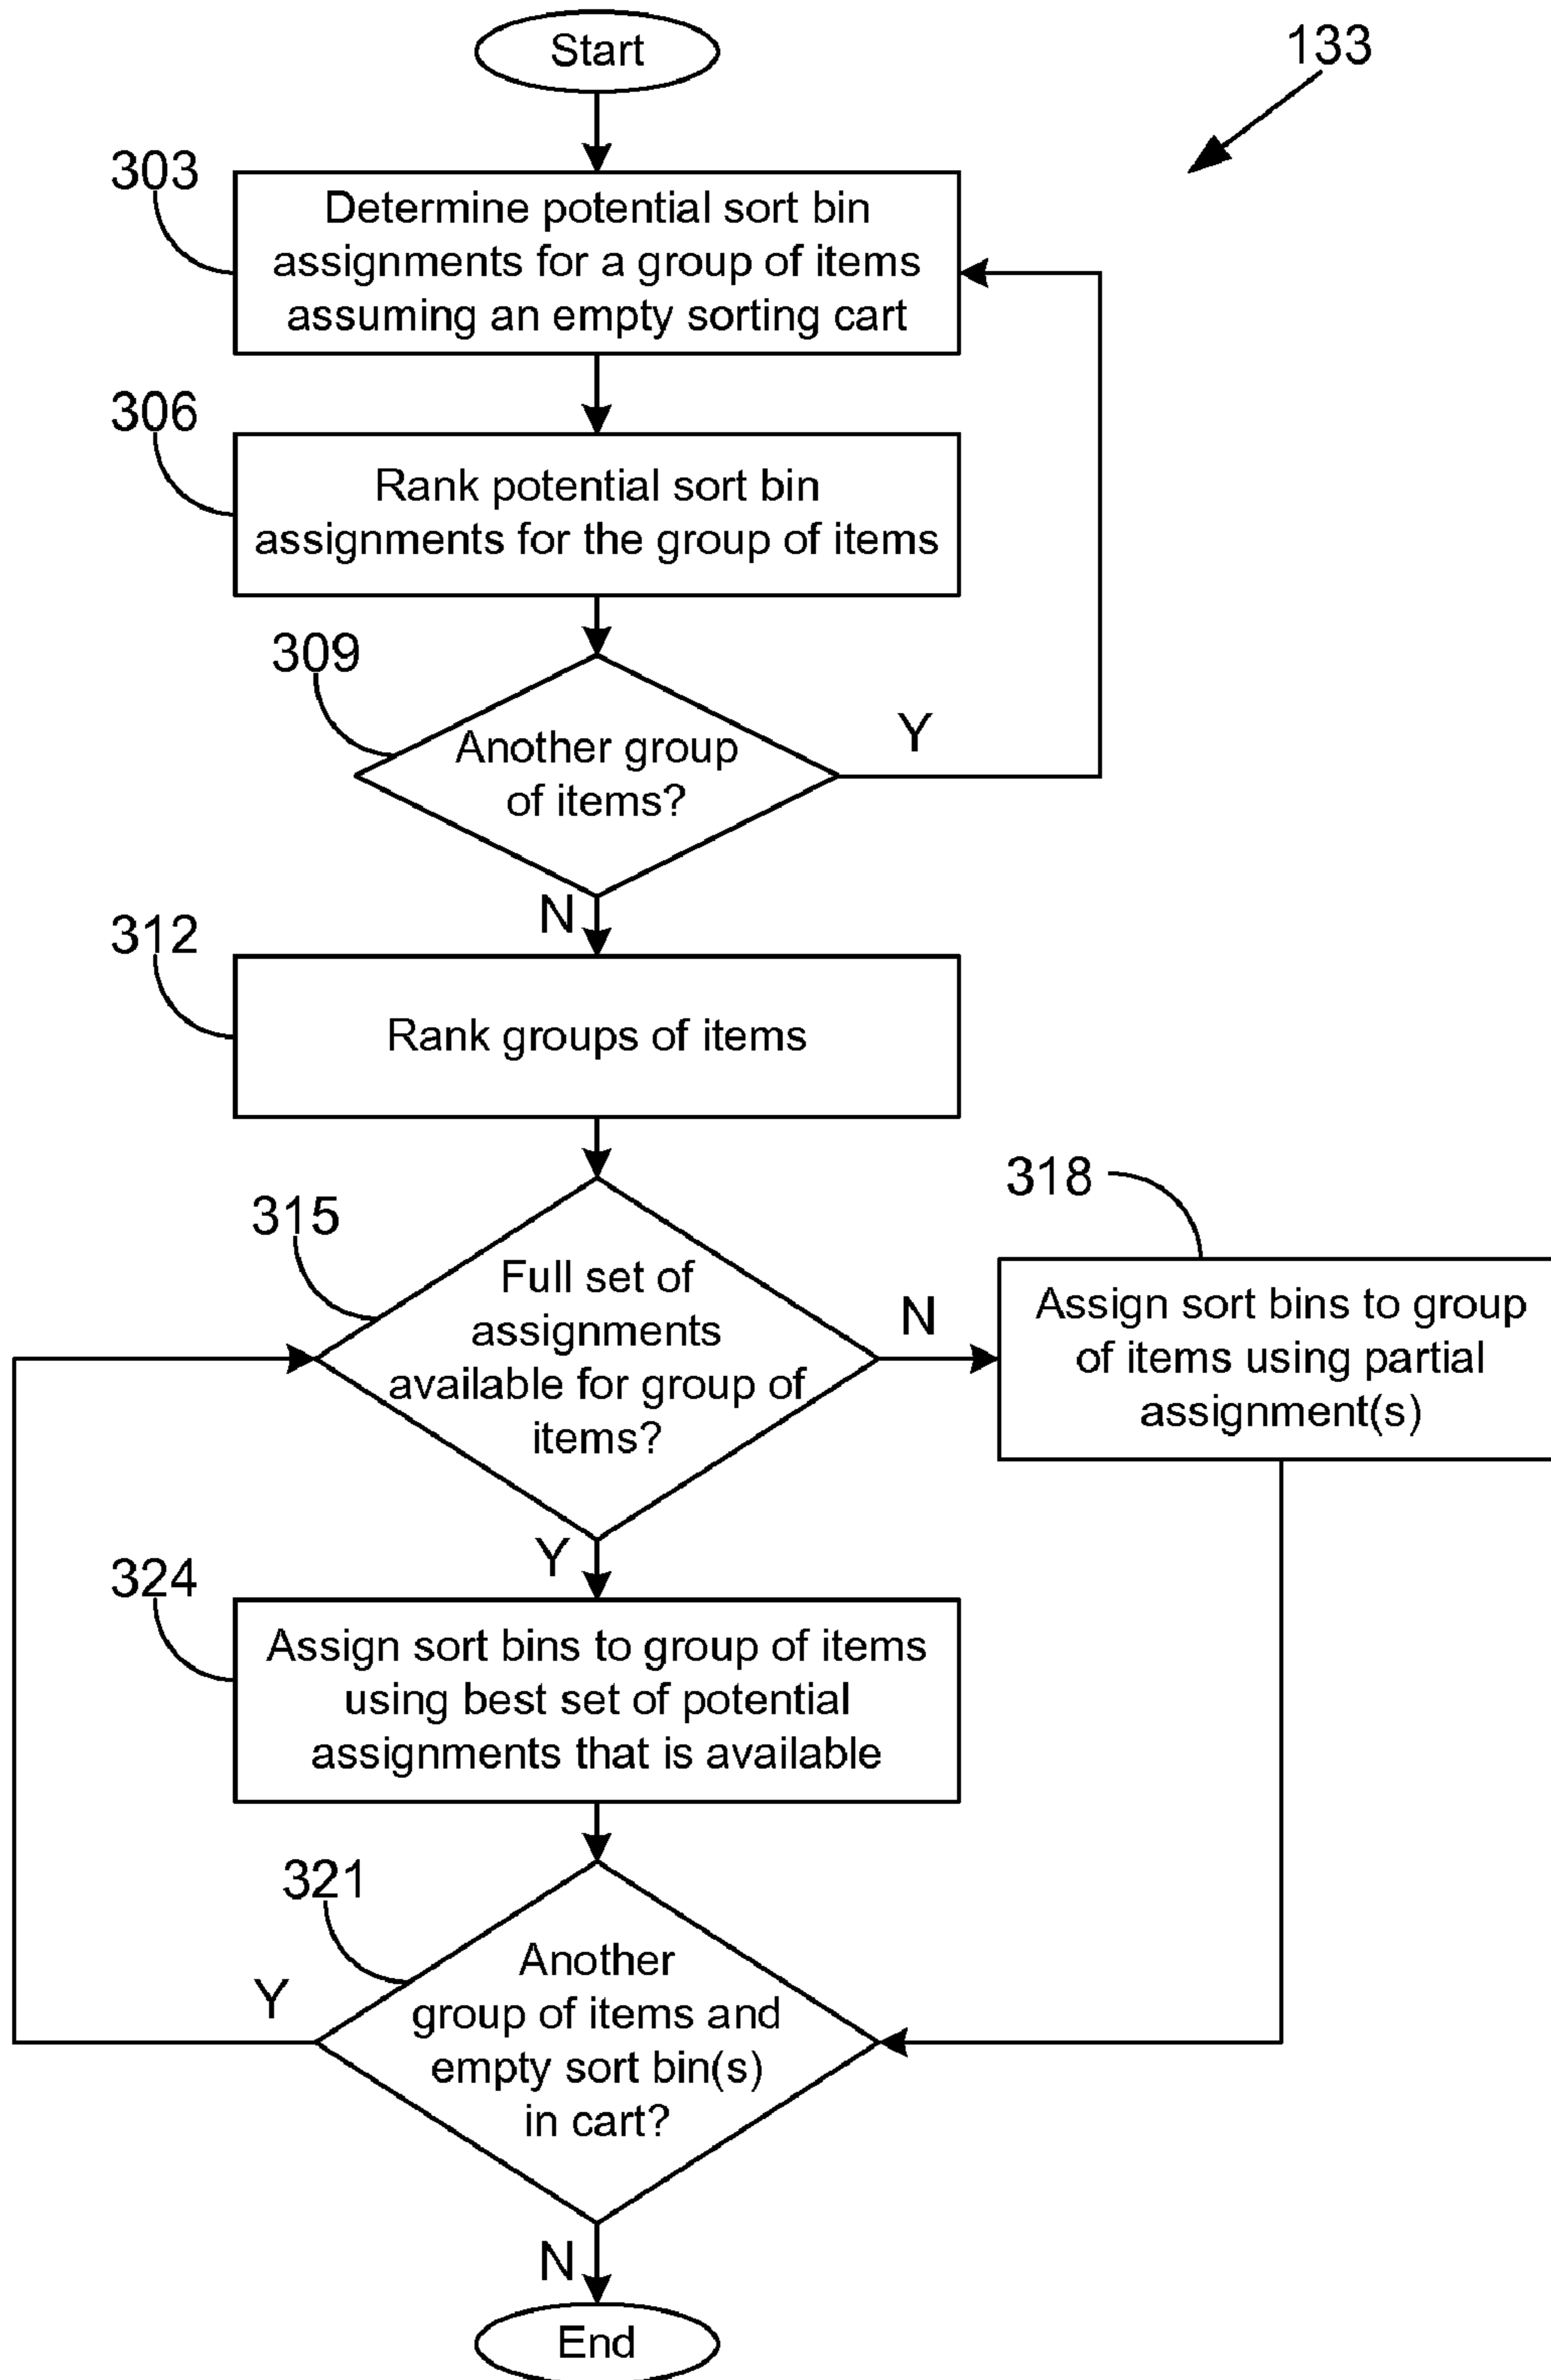 Start
133
303
Determine potential sort bin
assignments for a group of items
assuming an empty sorting cart
306
Rank potential sort bin
assignments for the group of items
309
Another group
of items?
Y
N
312
Rank groups of items
315
Full set of
assignments
available for group of
items?
N
318
Assign sort bins to group
of items using partial
assignment(s)
Y
324
Assign sort bins to group of items
using best set of potential
assignments that is available
321
Another
group of items and
empty sort bin(s)
in cart?
Y
N
End